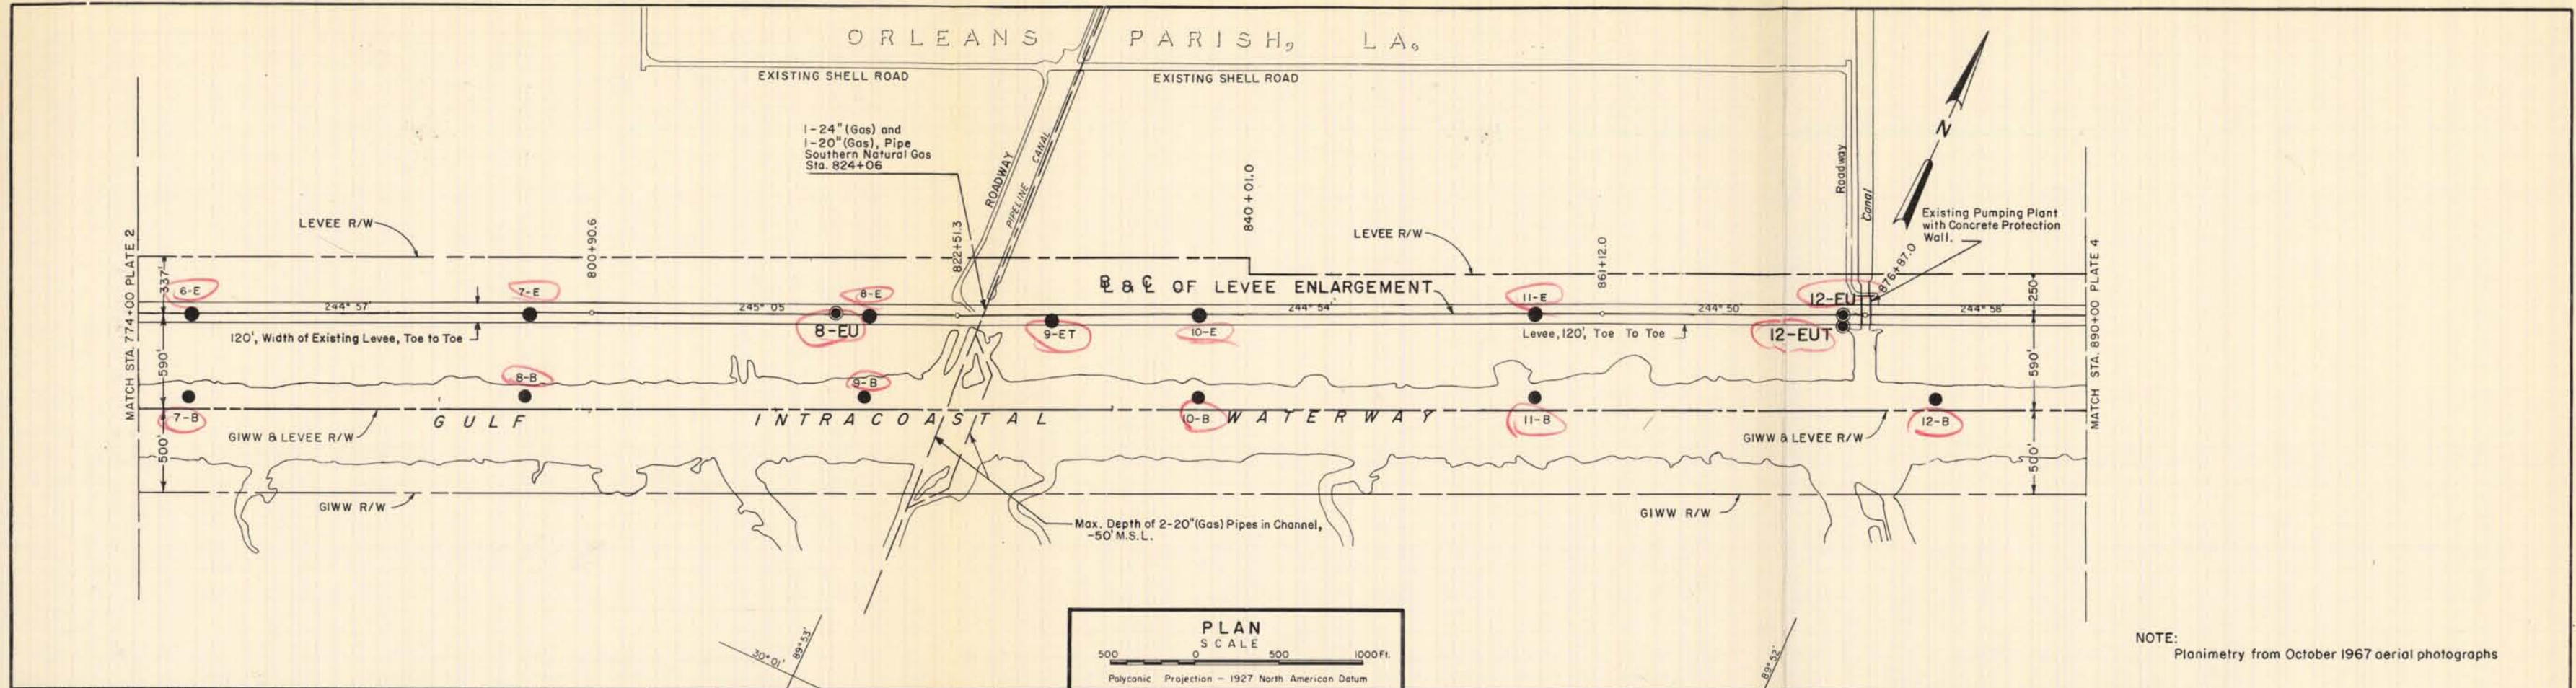 ORLEANS PARISH, LA.
EXISTING SHELL ROAD
EXISTING SHELL ROAD
1-24" (Gas) and
1-20" (Gas), Pipe
Southern Natural Gas
Sta. 824+06
ROADWAY
PIPELINE CANAL
Roadway
Canal
N
Existing Pumping Plant
with Concrete Protection
Wall.
LEVEE R/W
800+90.6
822+51.3
840+01.0
LEVEE R/W
861+12.0
876+87.0
MATCH STA. 774+00 PLATE 2
MATCH STA. 890+00 PLATE 4
337'
250'
6-E
7-E
8-E
B̲L & C̲L OF LEVEE ENLARGEMENT
11-E
12-EU
244° 57'
245° 05'
244° 54'
244° 50'
244° 58'
120', Width of Existing Levee, Toe to Toe
8-EU
9-ET
10-E
Levee, 120', Toe To Toe
12-EUT
590'
590'
8-B
9-B
7-B
GULF INTRACOASTAL WATERWAY
10-B
11-B
12-B
GIWW & LEVEE R/W
GIWW & LEVEE R/W
500'
500'
GIWW R/W
GIWW R/W
Max. Depth of 2-20" (Gas) Pipes in Channel,
-50' M.S.L.
30° 01'
89° 53'
89° 52'
PLAN
SCALE
500 0 500 1000 Ft.
Polyconic Projection - 1927 North American Datum
NOTE:
Planimetry from October 1967 aerial photographs